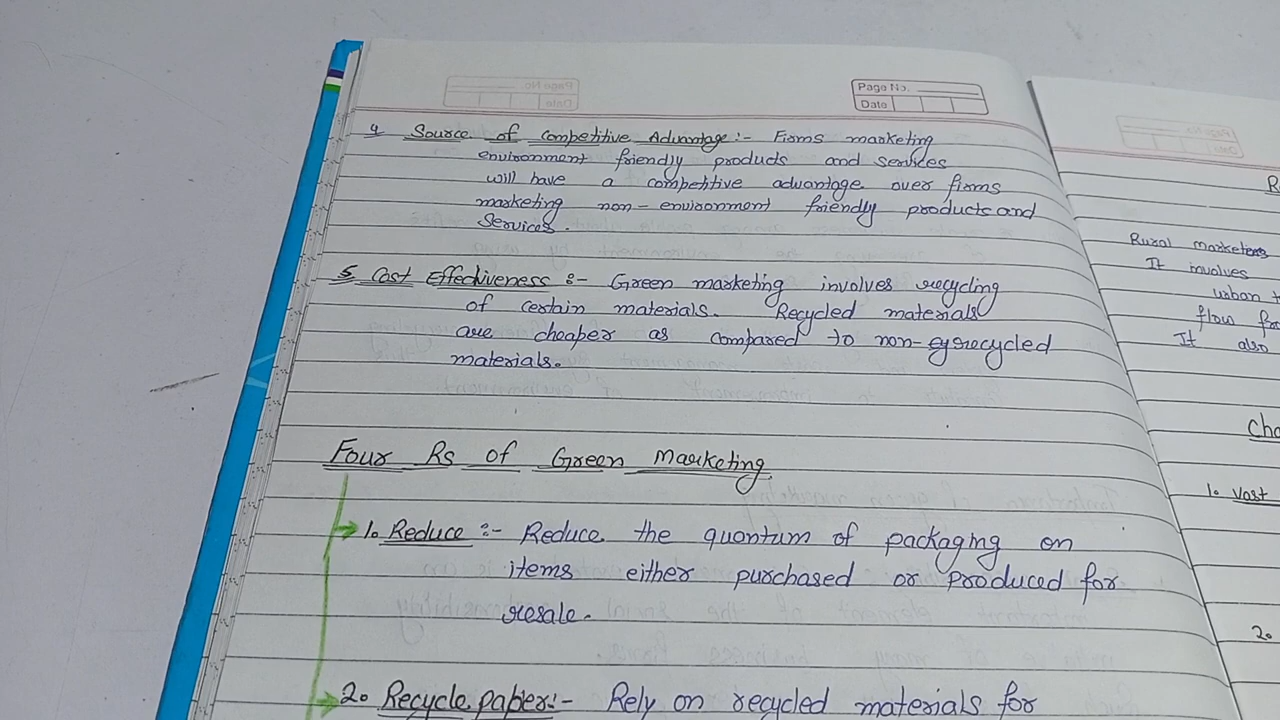 Page No.
Date
4 Source of Competitive Advantage :- Firms marketing
environment friendly products and services
will have a competitive advantage over firms
marketing non-environment friendly products and
Services.
5 Cost Effectiveness :- Green marketing involves recycling
of certain materials. Recycled materials
are cheaper as compared to non-recycled
materials.
Four Rs of Green Marketing
1. Reduce :- Reduce the quantum of packaging on
items either purchased or produced for
resale.
2. Recycle paper :- Rely on recycled materials for
R
Rural marketing
It involves
urban t
flow fr
It also
Cha
1. Vast
2.